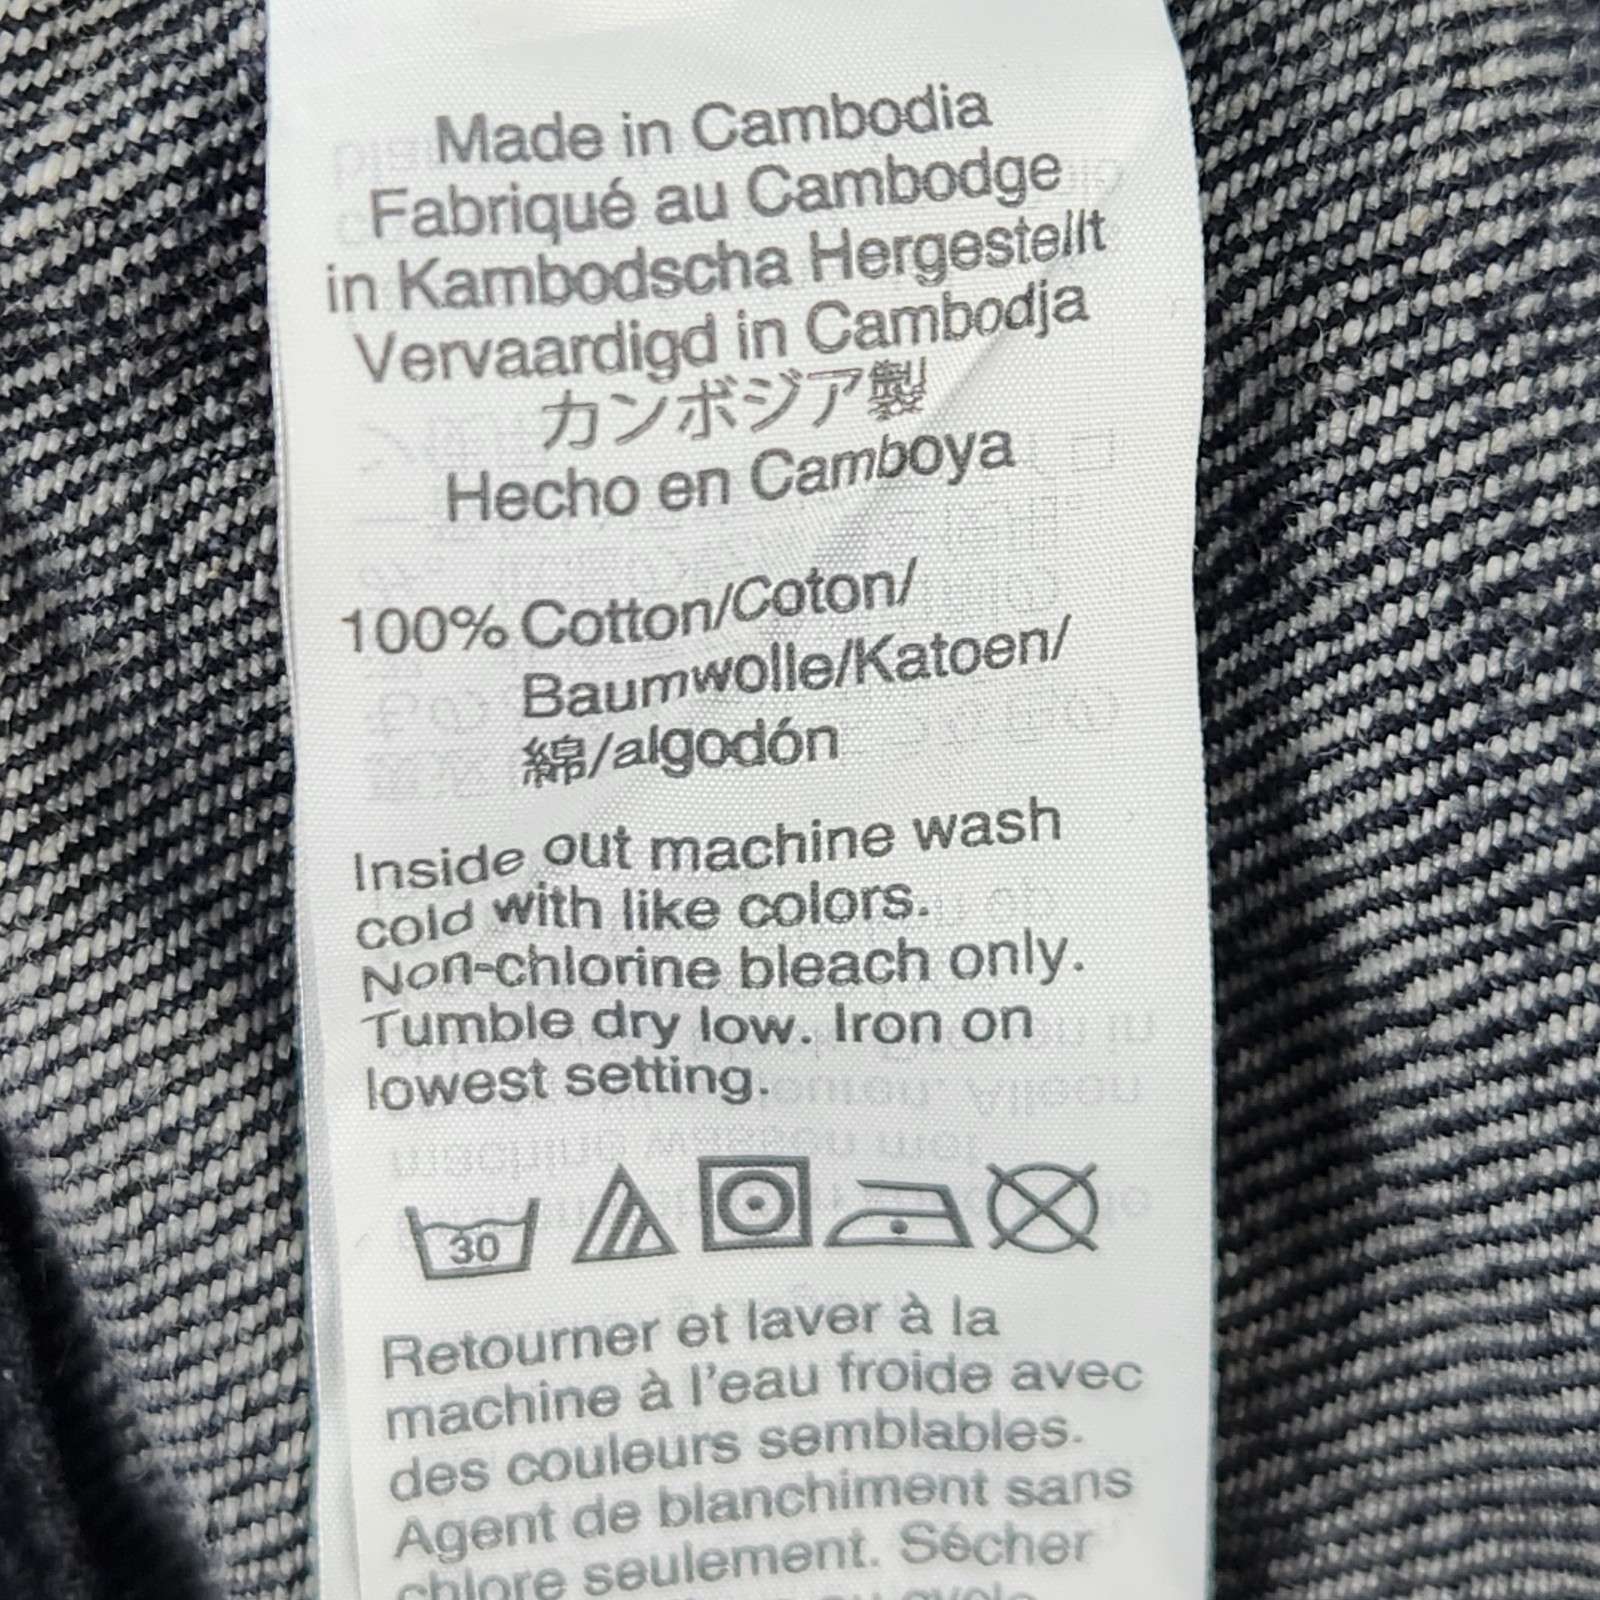 Made in Cambodia
Fabriqué au Cambodge
in Kambodscha Hergestellt
Vervaardigd in Cambodja
カンボジア製
Hecho en Camboya
100% Cotton/Coton/
Baumwolle/Katoen/
綿/algodón
Inside out machine wash
cold with like colors.
Non-chlorine bleach only.
Tumble dry low. Iron on
lowest setting.
30
Retourner et laver à la
machine à l'eau froide avec
des couleurs semblables.
Agent de blanchiment sans
chlore seulement. Sécher